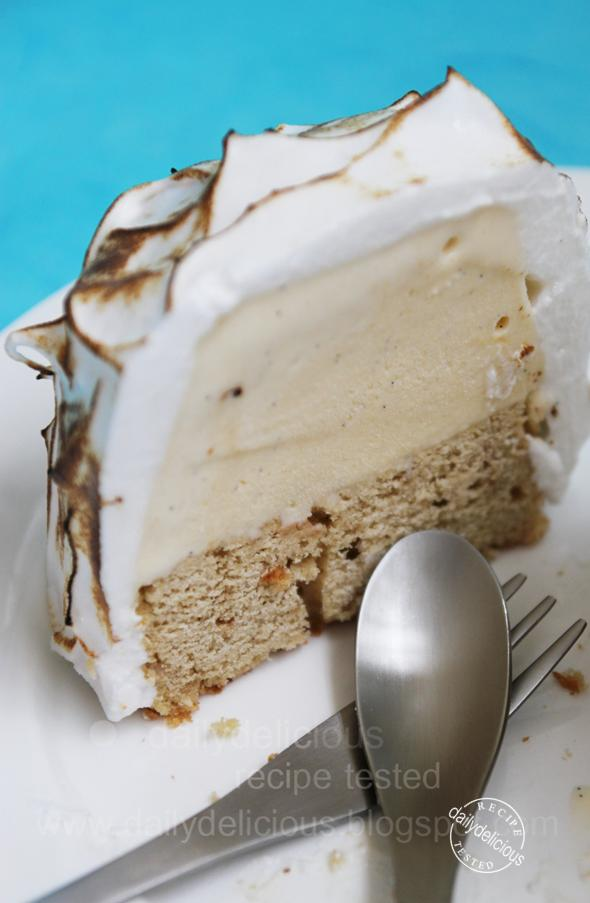 © dailydelicious
recipe tested
www.dailydelicious.blogspot.com
RECIPE
dailydelicious
TESTED